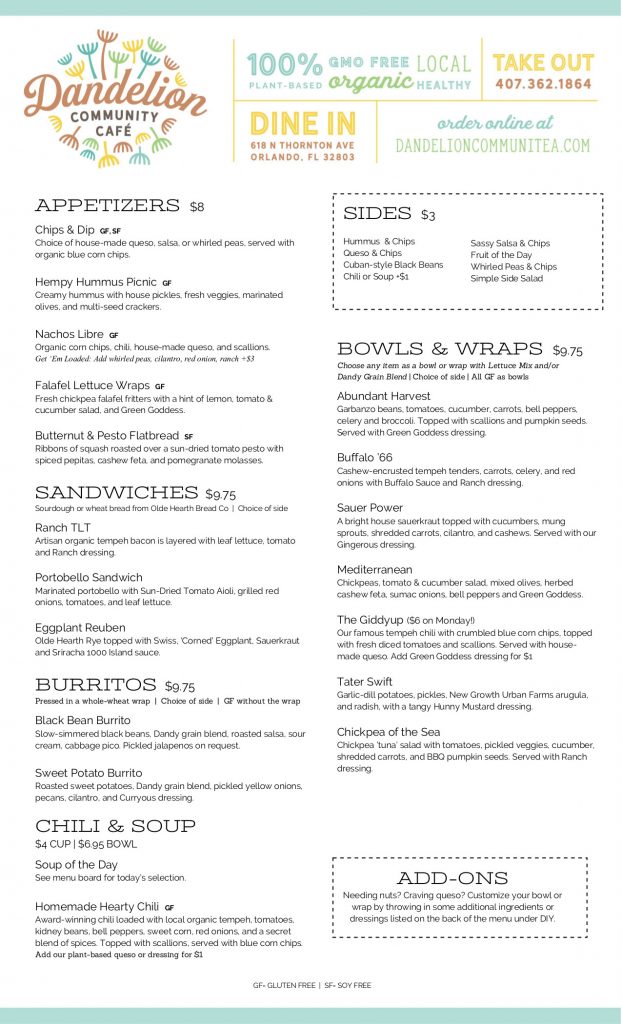 Dandelion
COMMUNITY
CAFÉ
100% GMO FREE LOCAL
PLANT-BASED organic HEALTHY
TAKE OUT
407.362.1864
DINE IN
618 N THORNTON AVE
ORLANDO, FL 32803
order online at
DANDELIONCOMMUNITEA.COM
APPETIZERS $8
Chips & Dip GF, SF
Choice of house-made queso, salsa, or whirled peas, served with
organic blue corn chips.
Hempy Hummus Picnic GF
Creamy hummus with house pickles, fresh veggies, marinated
olives, and multi-seed crackers.
Nachos Libre GF
Organic corn chips, chili, house-made queso, and scallions.
Get 'Em Loaded: Add whirled peas, cilantro, red onion, ranch +$3
Falafel Lettuce Wraps GF
Fresh chickpea falafel fritters with a hint of lemon, tomato &
cucumber salad, and Green Goddess.
Butternut & Pesto Flatbread SF
Ribbons of squash roasted over a sun-dried tomato pesto with
spiced pepitas, cashew feta, and pomegranate molasses.
SANDWICHES $9.75
Sourdough or wheat bread from Olde Hearth Bread Co | Choice of side
Ranch TLT
Artisan organic tempeh bacon is layered with leaf lettuce, tomato
and Ranch dressing.
Portobello Sandwich
Marinated portobello with Sun-Dried Tomato Aioli, grilled red
onions, tomatoes, and leaf lettuce.
Eggplant Reuben
Olde Hearth Rye topped with Swiss, 'Corned' Eggplant, Sauerkraut
and Sriracha 1000 Island sauce.
BURRITOS $9.75
Pressed in a whole-wheat wrap | Choice of side | GF without the wrap
Black Bean Burrito
Slow-simmered black beans, Dandy grain blend, roasted salsa, sour
cream, cabbage pico. Pickled jalapenos on request.
Sweet Potato Burrito
Roasted sweet potatoes, Dandy grain blend, pickled yellow onions,
pecans, cilantro, and Curryous dressing.
CHILI & SOUP
$4 CUP | $6.95 BOWL
Soup of the Day
See menu board for today's selection.
Homemade Hearty Chili GF
Award-winning chili loaded with local organic tempeh, tomatoes,
kidney beans, bell peppers, sweet corn, red onions, and a secret
blend of spices. Topped with scallions, served with blue corn chips.
Add our plant-based queso or dressing for $1
SIDES $3
Hummus & Chips
Queso & Chips
Cuban-style Black Beans
Chili or Soup +$1
Sassy Salsa & Chips
Fruit of the Day
Whirled Peas & Chips
Simple Side Salad
BOWLS & WRAPS $9.75
Choose any item as a bowl or wrap with Lettuce Mix and/or
Dandy Grain Blend | Choice of side | All GF as bowls
Abundant Harvest
Garbanzo beans, tomatoes, cucumber, carrots, bell peppers,
celery and broccoli. Topped with scallions and pumpkin seeds.
Served with Green Goddess dressing.
Buffalo '66
Cashew-encrusted tempeh tenders, carrots, celery, and red
onions with Buffalo Sauce and Ranch dressing.
Sauer Power
A bright house sauerkraut topped with cucumbers, mung
sprouts, shredded carrots, cilantro, and cashews. Served with our
Gingerous dressing.
Mediterranean
Chickpeas, tomato & cucumber salad, mixed olives, herbed
cashew feta, sumac onions, bell peppers and Green Goddess.
The Giddyup ($6 on Monday!)
Our famous tempeh chili with crumbled blue corn chips, topped
with fresh diced tomatoes and scallions. Served with house-
made queso. Add Green Goddess dressing for $1
Tater Swift
Garlic-dill potatoes, pickles, New Growth Urban Farms arugula,
and radish, with a tangy Hunny Mustard dressing.
Chickpea of the Sea
Chickpea 'tuna' salad with tomatoes, pickled veggies, cucumber,
shredded carrots, and BBQ pumpkin seeds. Served with Ranch
dressing.
ADD-ONS
Needing nuts? Craving queso? Customize your bowl or
wrap by throwing in some additional ingredients or
dressings listed on the back of the menu under DIY.
GF= GLUTEN FREE | SF= SOY FREE